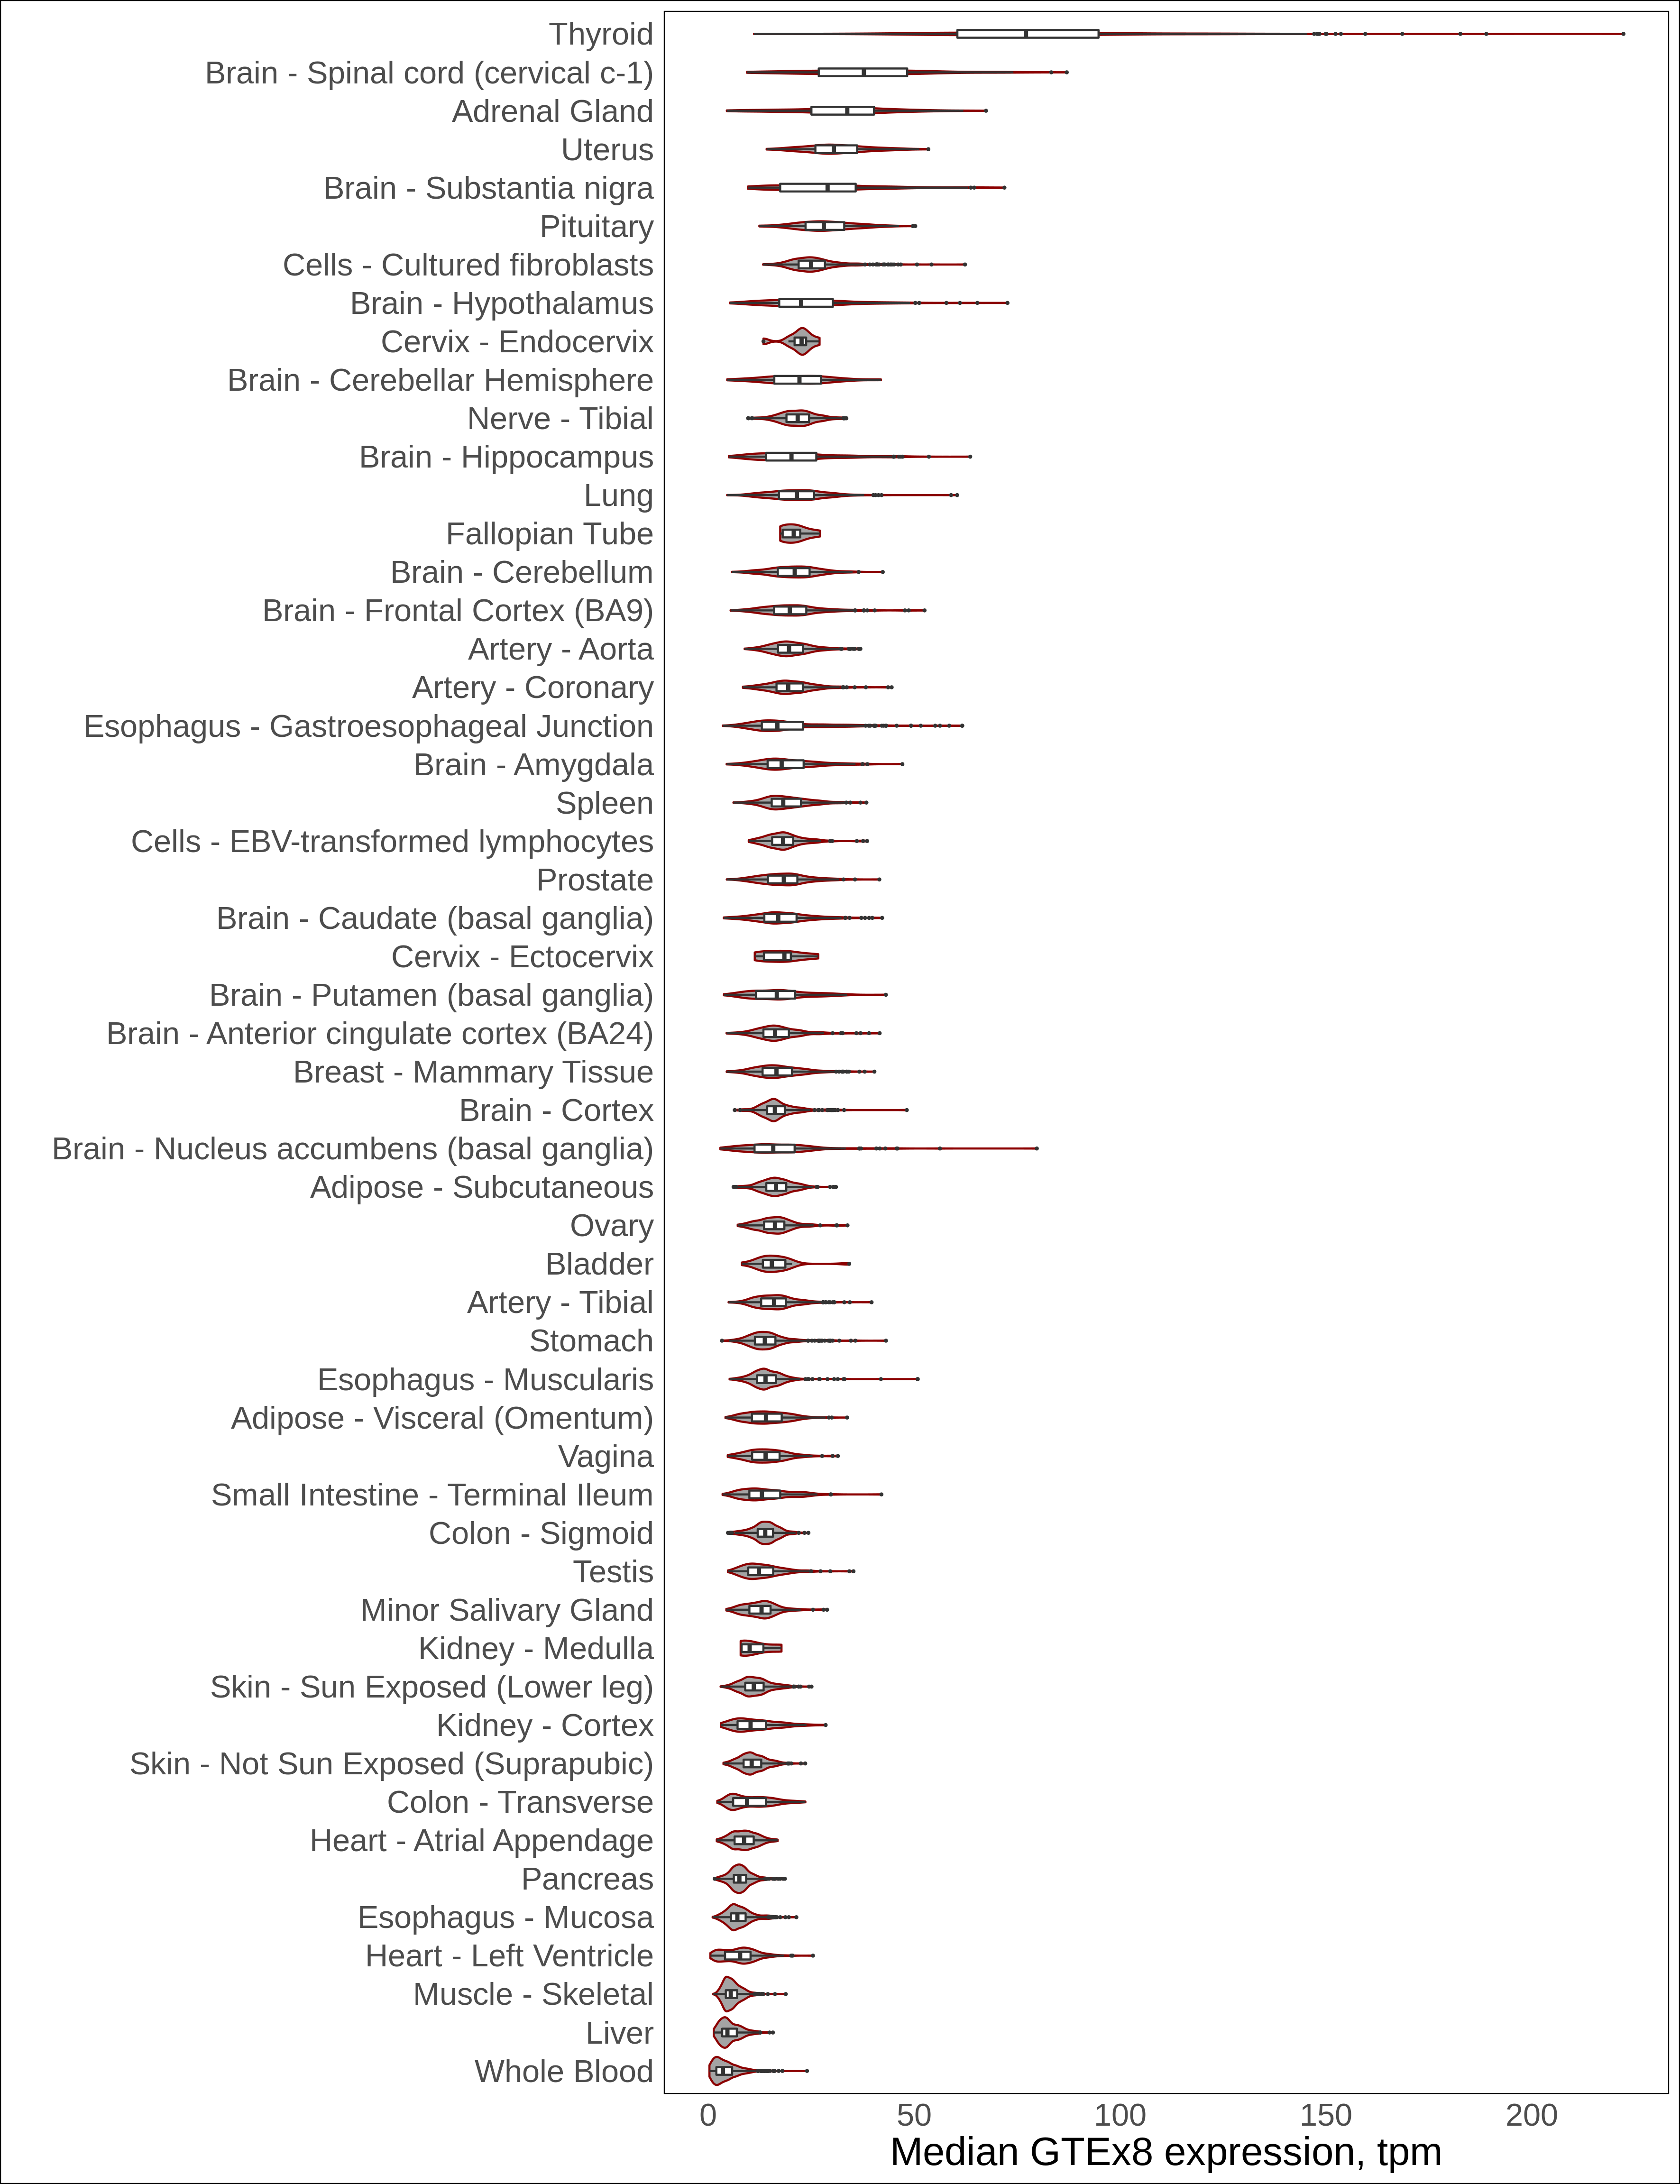 Thyroid
Brain - Spinal cord (cervical c-1)
Adrenal Gland
Uterus
Brain - Substantia nigra
Pituitary
Cells - Cultured fibroblasts
Brain - Hypothalamus
Cervix - Endocervix
Brain - Cerebellar Hemisphere
Nerve - Tibial
Brain - Hippocampus
Lung
Fallopian Tube
Brain - Cerebellum
Brain - Frontal Cortex (BA9)
Artery - Aorta
Artery - Coronary
Esophagus - Gastroesophageal Junction
Brain - Amygdala
Spleen
Cells - EBV-transformed lymphocytes
Prostate
Brain - Caudate (basal ganglia)
Cervix - Ectocervix
Brain - Putamen (basal ganglia)
Brain - Anterior cingulate cortex (BA24)
Breast - Mammary Tissue
Brain - Cortex
Brain - Nucleus accumbens (basal ganglia)
Adipose - Subcutaneous
Ovary
Bladder
Artery - Tibial
Stomach
Esophagus - Muscularis
Adipose - Visceral (Omentum)
Vagina
Small Intestine - Terminal Ileum
Colon - Sigmoid
Testis
Minor Salivary Gland
Kidney - Medulla
Skin - Sun Exposed (Lower leg)
Kidney - Cortex
Skin - Not Sun Exposed (Suprapubic)
Colon - Transverse
Heart - Atrial Appendage
Pancreas
Esophagus - Mucosa
Heart - Left Ventricle
Muscle - Skeletal
Liver
Whole Blood
0 50 100 150 200
Median GTEx8 expression, tpm